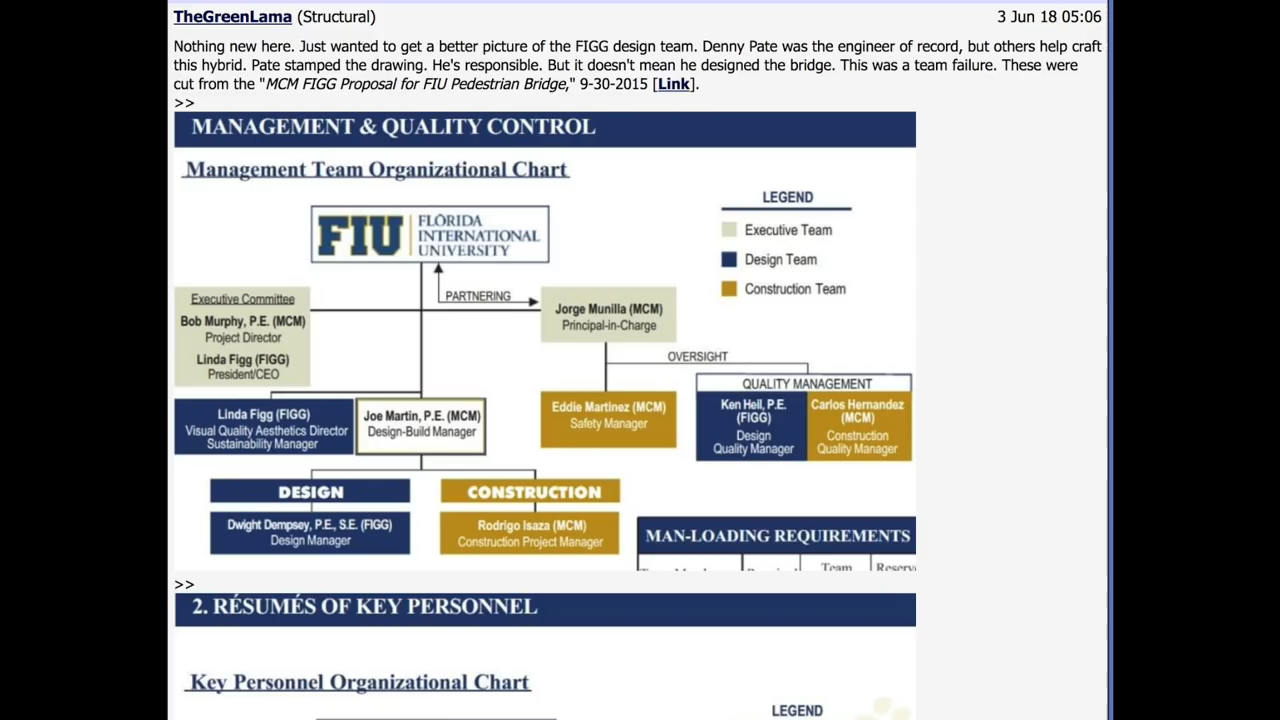 TheGreenLama (Structural) 3 Jun 18 05:06
Nothing new here. Just wanted to get a better picture of the FIGG design team. Denny Pate was the engineer of record, but others help craft
this hybrid. Pate stamped the drawing. He's responsible. But it doesn't mean he designed the bridge. This was a team failure. These were
cut from the "MCM FIGG Proposal for FIU Pedestrian Bridge," 9-30-2015 [Link].
>>
MANAGEMENT & QUALITY CONTROL
Management Team Organizational Chart
LEGEND
Executive Team
Design Team
Construction Team
FIU
FLORIDA
INTERNATIONAL
UNIVERSITY
PARTNERING
Executive Committee
Bob Murphy, P.E. (MCM)
Project Director
Linda Figg (FIGG)
President/CEO
Jorge Munilla (MCM)
Principal-in-Charge
OVERSIGHT
QUALITY MANAGEMENT
Linda Figg (FIGG)
Visual Quality Aesthetics Director
Sustainability Manager
Joe Martin, P.E. (MCM)
Design-Build Manager
Eddie Martinez (MCM)
Safety Manager
Ken Heil, P.E.
(FIGG)
Design
Quality Manager
Carlos Hernandez
(MCM)
Construction
Quality Manager
DESIGN
CONSTRUCTION
Dwight Dempsey, P.E., S.E. (FIGG)
Design Manager
Rodrigo Isaza (MCM)
Construction Project Manager
MAN-LOADING REQUIREMENTS
Team
>>
2. RÉSUMÉS OF KEY PERSONNEL
Key Personnel Organizational Chart
LEGEND